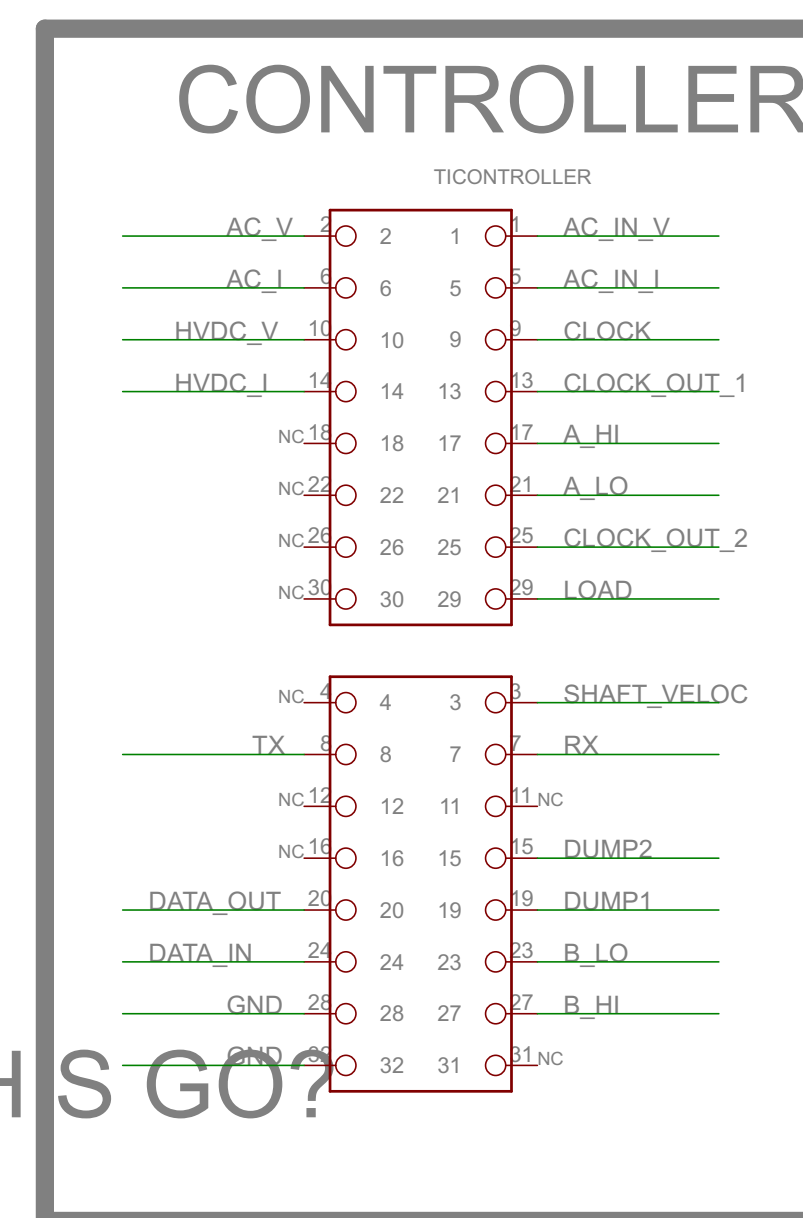 CONTROLLER
TICONTROLLER
AC_V 2 2 1 1 AC_IN_V
AC_I 6 6 5 5 AC_IN_I
HVDC_V 10 10 9 9 CLOCK
HVDC_I 14 14 13 13 CLOCK_OUT_1
NC 18 18 17 17 A_HI
NC 22 22 21 21 A_LO
NC 26 26 25 25 CLOCK_OUT_2
NC 30 30 29 29 LOAD
NC 4 4 3 3 SHAFT_VELOC
TX 8 8 7 7 RX
NC 12 12 11 11 NC
NC 16 16 15 15 DUMP2
DATA_OUT 20 20 19 19 DUMP1
DATA_IN 24 24 23 23 B_LO
GND 28 28 27 27 B_HI
GND 32 32 31 31 NC
S GO?